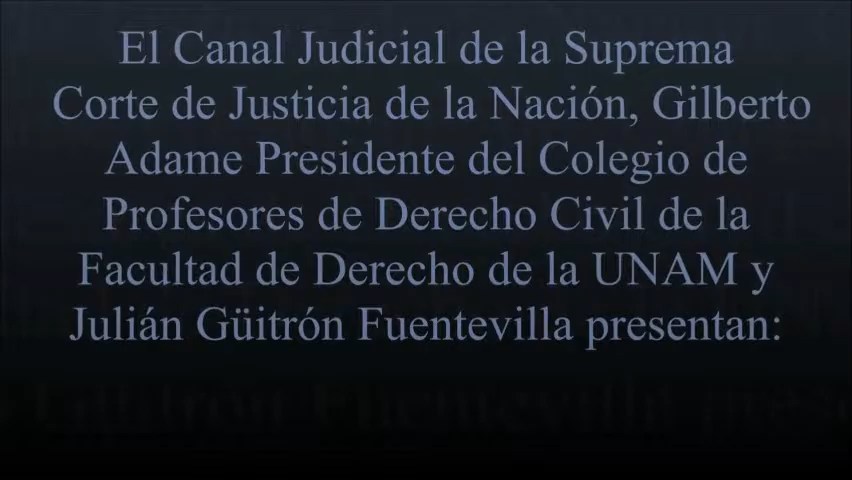 El Canal Judicial de la Suprema
Corte de Justicia de la Nación, Gilberto
Adame Presidente del Colegio de
Profesores de Derecho Civil de la
Facultad de Derecho de la UNAM y
Julián Güitrón Fuentevilla presentan: